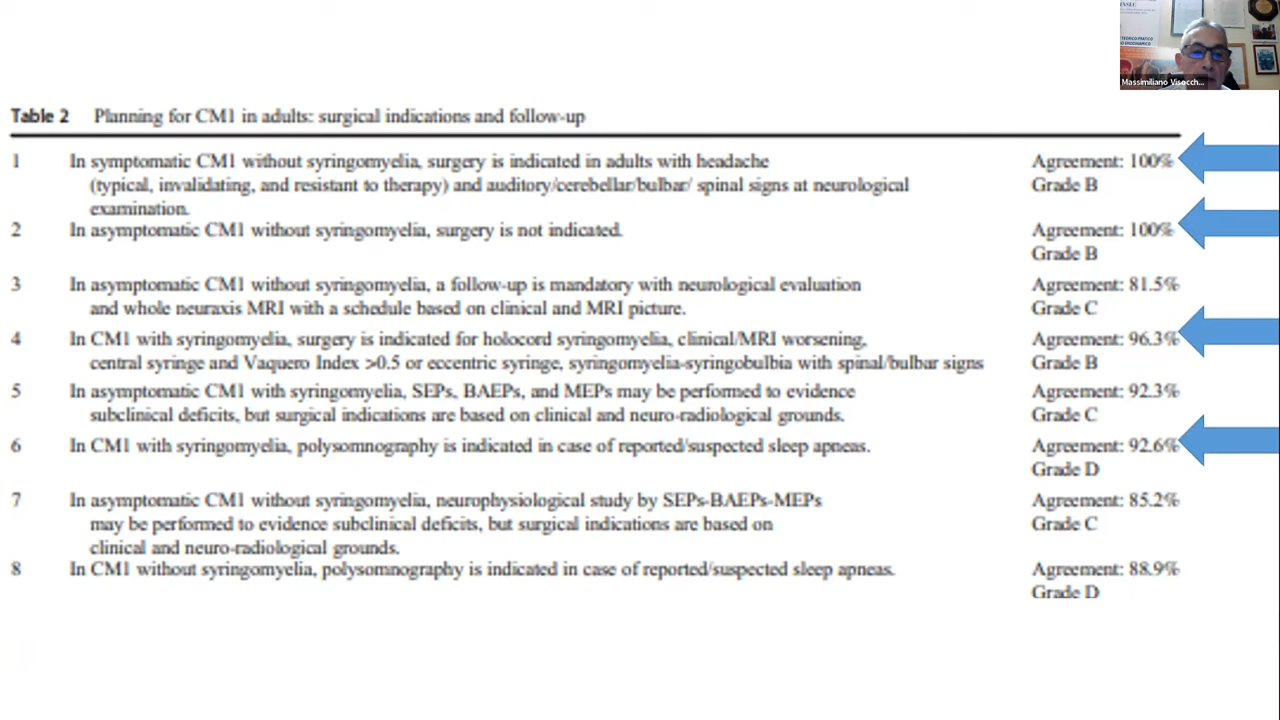 INSEC
TEORICO PRATICO
Massimiliano Visocch...
Table 2 Planning for CM1 in adults: surgical indications and follow-up
1 In symptomatic CM1 without syringomyelia, surgery is indicated in adults with headache Agreement: 100%
(typical, invalidating, and resistant to therapy) and auditory/cerebellar/bulbar/ spinal signs at neurological Grade B
examination.
2 In asymptomatic CM1 without syringomyelia, surgery is not indicated. Agreement: 100%
Grade B
3 In asymptomatic CM1 without syringomyelia, a follow-up is mandatory with neurological evaluation Agreement: 81.5%
and whole neuraxis MRI with a schedule based on clinical and MRI picture. Grade C
4 In CM1 with syringomyelia, surgery is indicated for holocord syringomyelia, clinical/MRI worsening, Agreement: 96.3%
central syringe and Vaquero Index >0.5 or eccentric syringe, syringomyelia-syringobulbia with spinal/bulbar signs Grade B
5 In asymptomatic CM1 with syringomyelia, SEPs, BAEPs, and MEPs may be performed to evidence Agreement: 92.3%
subclinical deficits, but surgical indications are based on clinical and neuro-radiological grounds. Grade C
6 In CM1 with syringomyelia, polysomnography is indicated in case of reported/suspected sleep apneas. Agreement: 92.6%
Grade D
7 In asymptomatic CM1 without syringomyelia, neurophysiological study by SEPs-BAEPs-MEPs Agreement: 85.2%
may be performed to evidence subclinical deficits, but surgical indications are based on Grade C
clinical and neuro-radiological grounds.
8 In CM1 without syringomyelia, polysomnography is indicated in case of reported/suspected sleep apneas. Agreement: 88.9%
Grade D